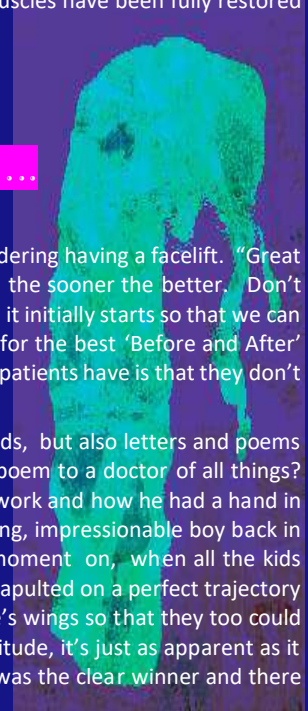 uscles have been fully restored
...
dering having a facelift. “Great
the sooner the better. Don’t
it initially starts so that we can
for the best ‘Before and After’
patients have is that they don’t
ds, but also letters and poems
poem to a doctor of all things?
work and how he had a hand in
ng, impressionable boy back in
moment on, when all the kids
apulted on a perfect trajectory
e’s wings so that they too could
itude, it’s just as apparent as it
was the clear winner and there